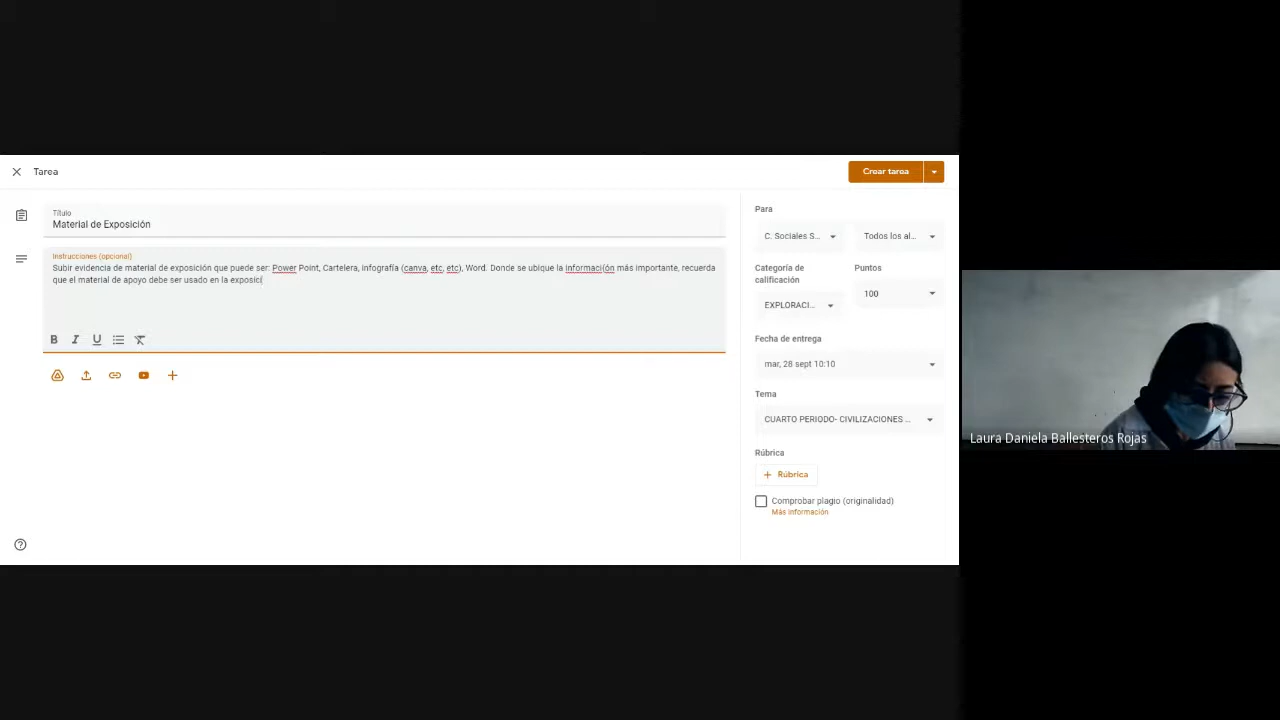 Tarea
Crear tarea
Título
Material de Exposición
Instrucciones (opcional)
Subir evidencia de material de exposición que puede ser: Power Point, Cartelera, infografía (canva, etc, etc), Word. Donde se ubique la informaci{ón más importante, recuerda
que el material de apoyo debe ser usado en la exposici{
B I U
Para
C. Sociales S...
Todos los al...
Categoría de
calificación
Puntos
EXPLORACI...
100
Fecha de entrega
mar, 28 sept 10:10
Tema
CUARTO PERIODO- CIVILIZACIONES ...
Rúbrica
+ Rúbrica
Comprobar plagio (originalidad)
Más información
Laura Daniela Ballesteros Rojas